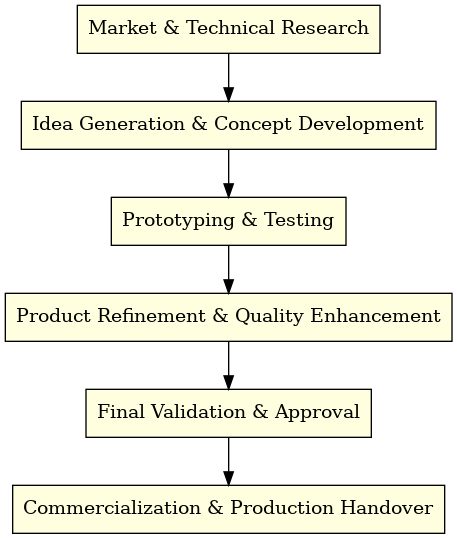 Market & Technical Research
Idea Generation & Concept Development
Prototyping & Testing
Product Refinement & Quality Enhancement
Final Validation & Approval
Commercialization & Production Handover